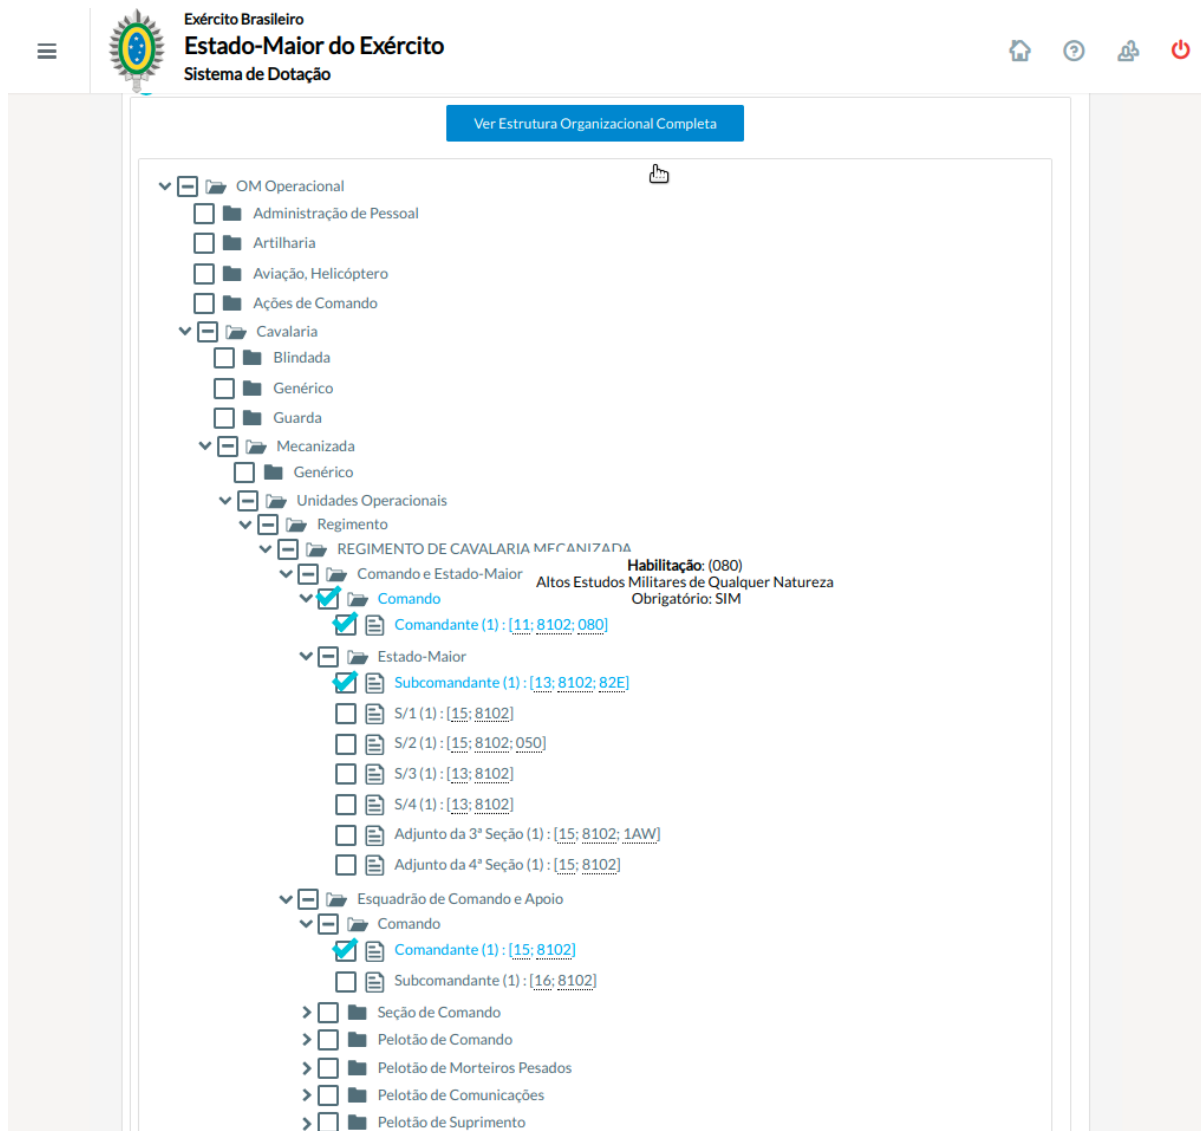 Exército Brasileiro
Estado-Maior do Exército
Sistema de Dotação
Ver Estrutura Organizacional Completa
OM Operacional
Administração de Pessoal
Artilharia
Aviação, Helicóptero
Ações de Comando
Cavalaria
Blindada
Genérico
Guarda
Mecanizada
Genérico
Unidades Operacionais
Regimento
REGIMENTO DE CAVALARIA MECANIZADA
Habilitação: (080)
Altos Estudos Militares de Qualquer Natureza
Obrigatório: SIM
Comando e Estado-Maior
Comando
Comandante (1) : [11; 8102; 080]
Estado-Maior
Subcomandante (1) : [13; 8102; 82E]
S/1 (1) : [15; 8102]
S/2 (1) : [15; 8102; 050]
S/3 (1) : [13; 8102]
S/4 (1) : [13; 8102]
Adjunto da 3ª Seção (1) : [15; 8102; 1AW]
Adjunto da 4ª Seção (1) : [15; 8102]
Esquadrão de Comando e Apoio
Comando
Comandante (1) : [15; 8102]
Subcomandante (1) : [16; 8102]
Seção de Comando
Pelotão de Comando
Pelotão de Morteiros Pesados
Pelotão de Comunicações
Pelotão de Suprimento